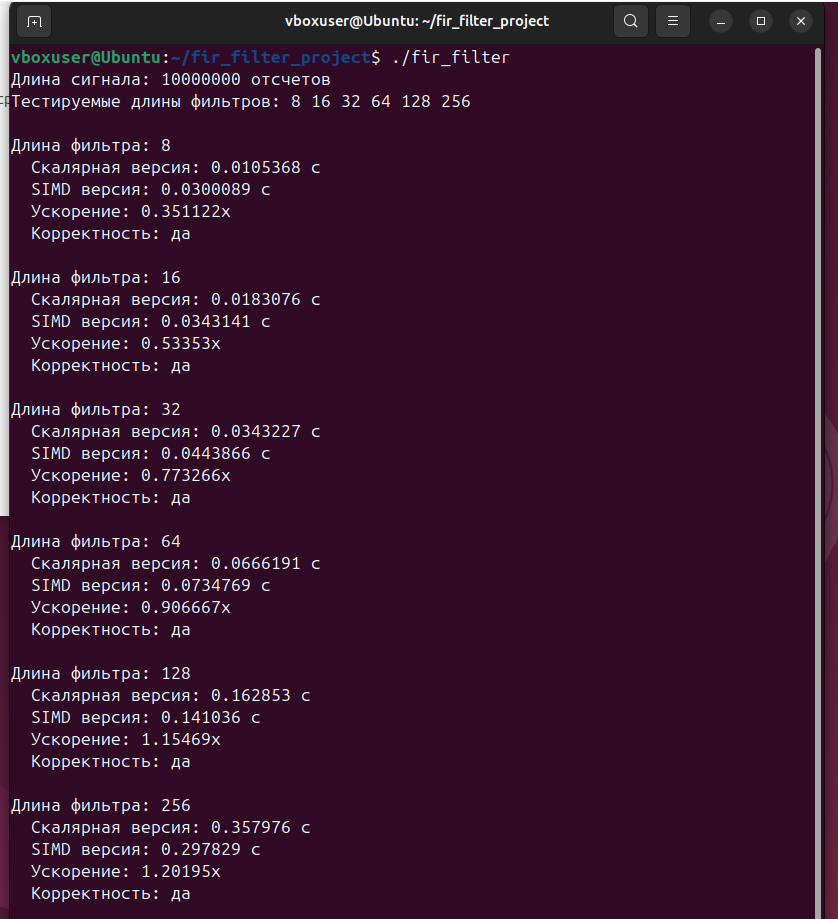 vboxuser@Ubuntu: ~/fir_filter_project
vboxuser@Ubuntu:~/fir_filter_project$ ./fir_filter
Длина сигнала: 10000000 отсчетов
Тестируемые длины фильтров: 8 16 32 64 128 256
Длина фильтра: 8
Скалярная версия: 0.0105368 с
SIMD версия: 0.0300089 с
Ускорение: 0.351122x
Корректность: да
Длина фильтра: 16
Скалярная версия: 0.0183076 с
SIMD версия: 0.0343141 с
Ускорение: 0.53353x
Корректность: да
Длина фильтра: 32
Скалярная версия: 0.0343227 с
SIMD версия: 0.0443866 с
Ускорение: 0.773266x
Корректность: да
Длина фильтра: 64
Скалярная версия: 0.0666191 с
SIMD версия: 0.0734769 с
Ускорение: 0.906667x
Корректность: да
Длина фильтра: 128
Скалярная версия: 0.162853 с
SIMD версия: 0.141036 с
Ускорение: 1.15469x
Корректность: да
Длина фильтра: 256
Скалярная версия: 0.357976 с
SIMD версия: 0.297829 с
Ускорение: 1.20195x
Корректность: да